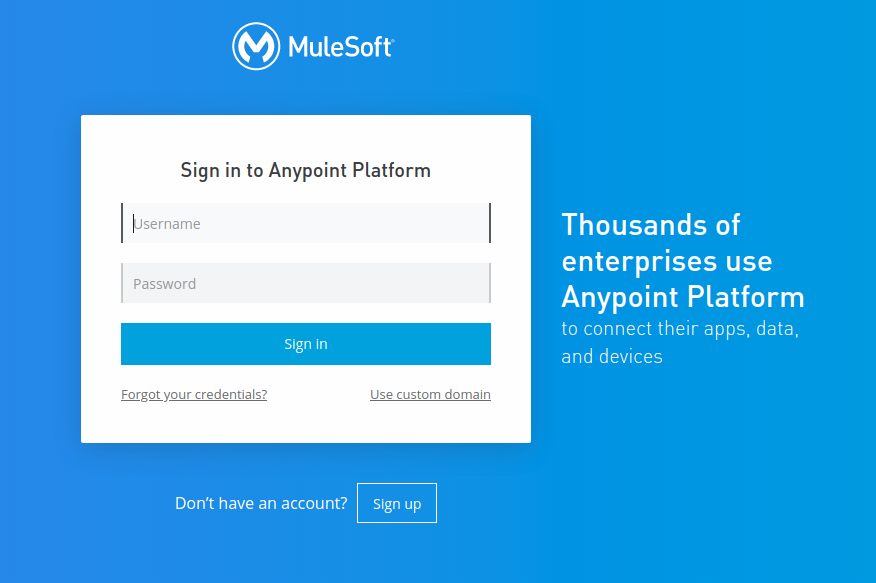 MuleSoft
Sign in to Anypoint Platform
Username
Password
Sign in
Forgot your credentials?
Use custom domain
Don't have an account?
Sign up
Thousands of
enterprises use
Anypoint Platform
to connect their apps, data,
and devices